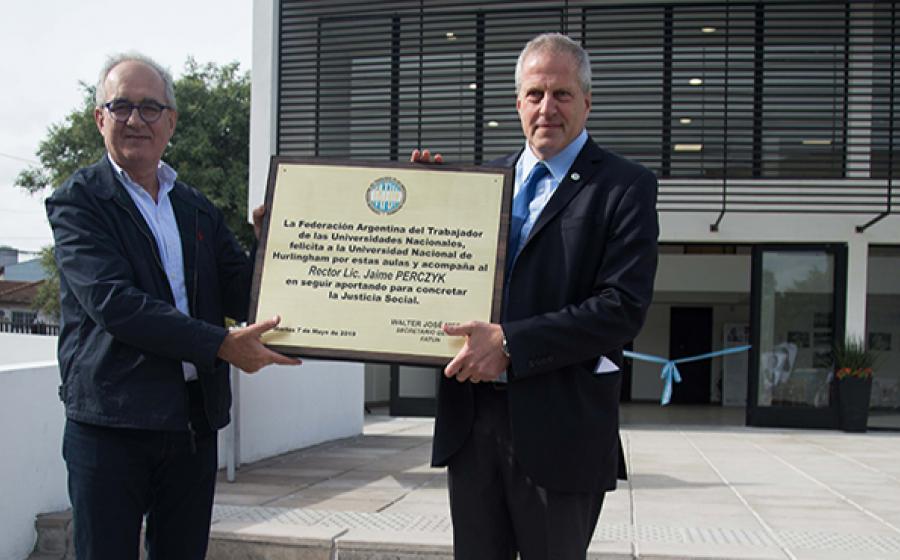 La Federación Argentina del Trabajador
de las Universidades Nacionales,
felicita a la Universidad Nacional de
Hurlingham por estas aulas y acompaña al
Rector Lic. Jaime PERCZYK
en seguir aportando para concretar
la Justicia Social.
7 de Mayo de 2019
WALTER JOSÉ
SECRETARIO
FATUN